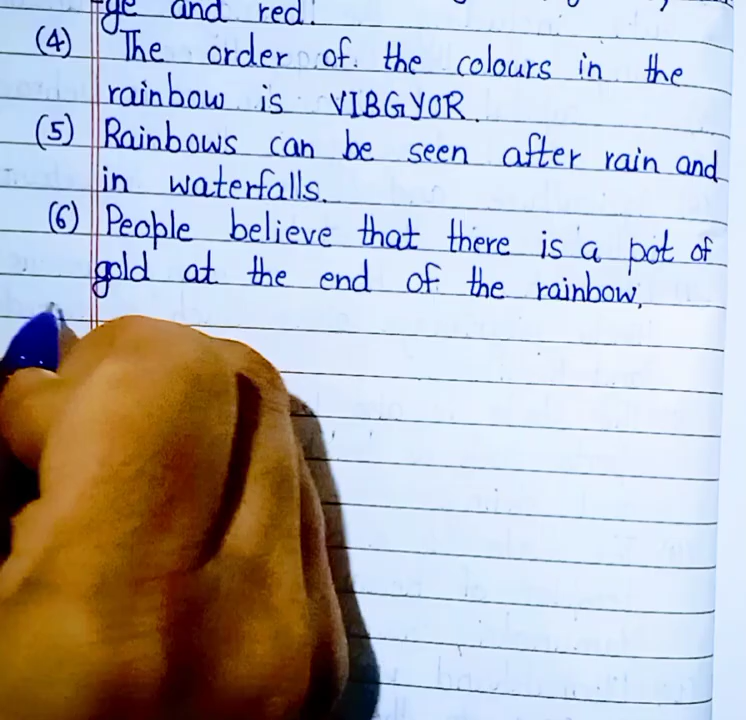 ge and red.
(4) The order of the colours in the
rainbow is VIBGYOR.
(5) Rainbows can be seen after rain and
in waterfalls.
(6) People believe that there is a pot of
gold at the end of the rainbow.